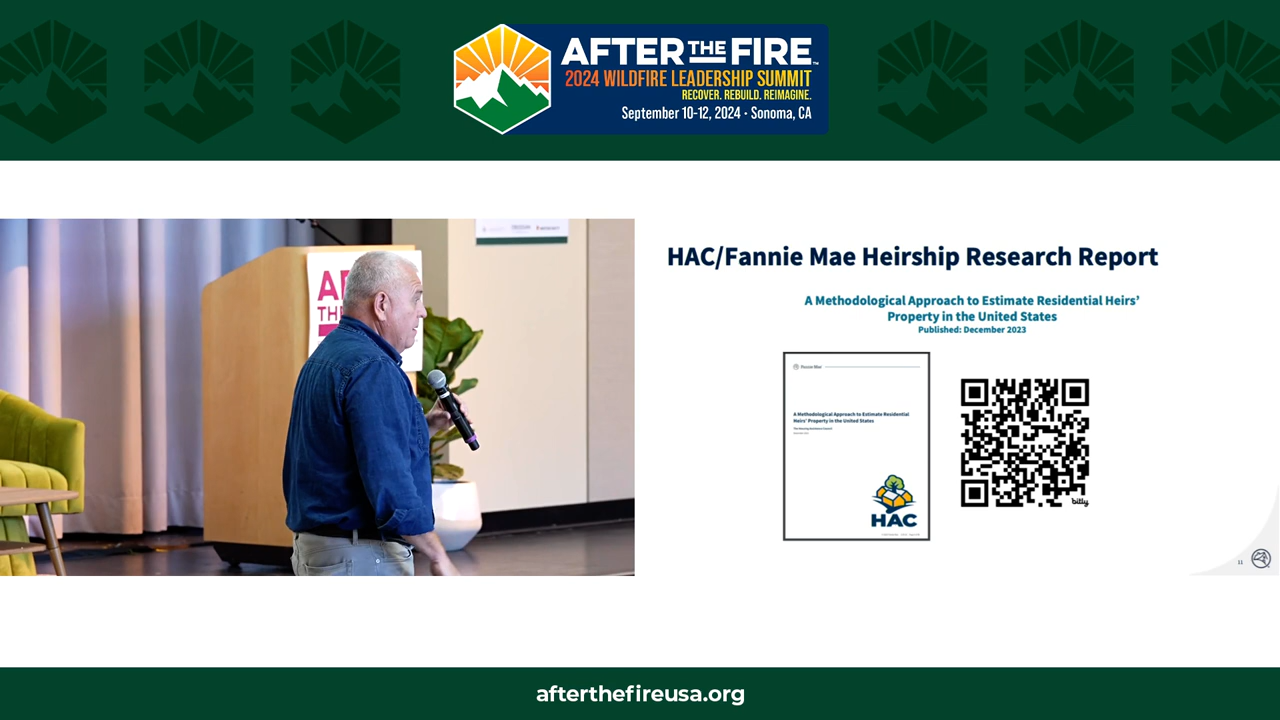 AFTER THE FIRE™
2024 WILDFIRE LEADERSHIP SUMMIT
RECOVER. REBUILD. REIMAGINE.
September 10-12, 2024 · Sonoma, CA
HAC/Fannie Mae Heirship Research Report
A Methodological Approach to Estimate Residential Heirs’
Property in the United States
Published: December 2023
Fannie Mae
A Methodological Approach to Estimate Residential
Heirs’ Property in the United States
HAC
bitly
11
afterthefireusa.org